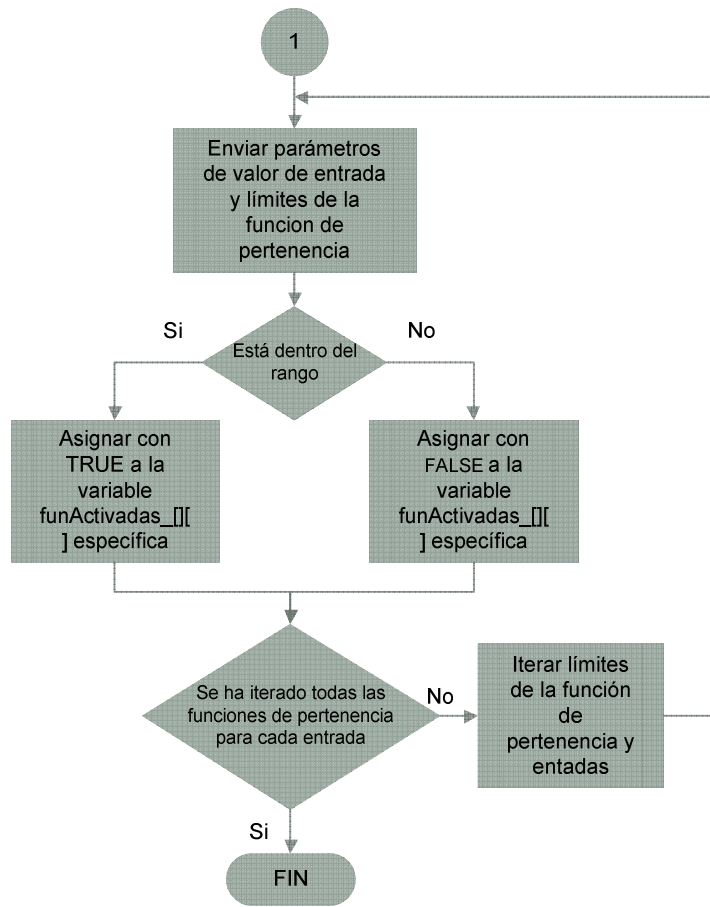 1
Enviar parámetros
de valor de entrada
y límites de la
funcion de
pertenencia
Si
No
Está dentro del
rango
Asignar con
TRUE a la
variable
funActivadas_[][
] específica
Asignar con
FALSE a la
variable
funActivadas_[][
] específica
Se ha iterado todas las
funciones de pertenencia
para cada entrada
No
Iterar límites
de la función
de
pertenencia y
entadas
Si
FIN